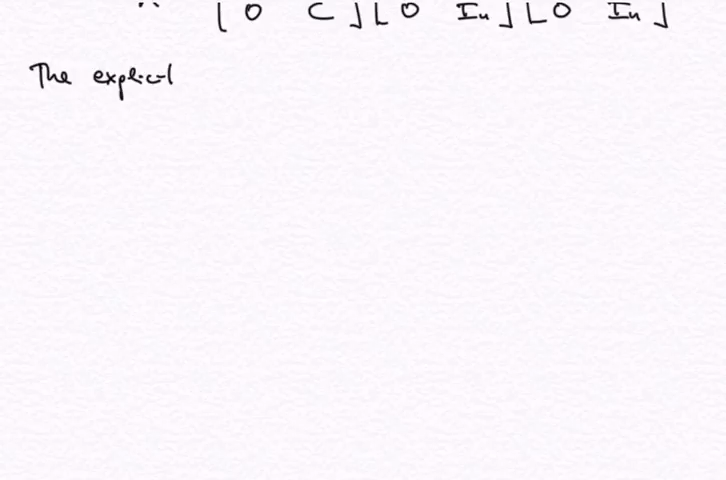 [ 0 C ] [ 0 In ] [ 0 In ]
The explicit